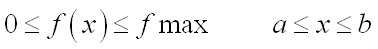 0 ≤ f(x) ≤ f max   a ≤ x ≤ b